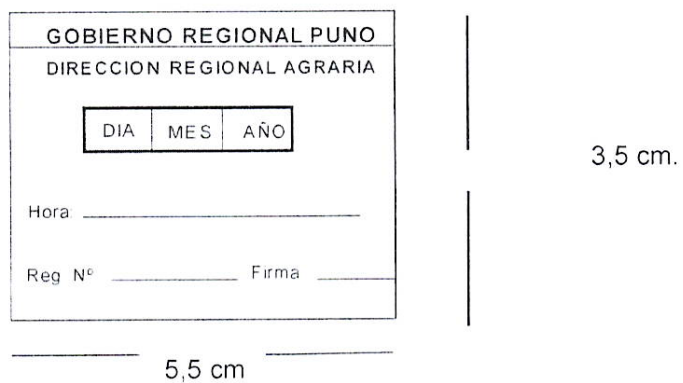 GOBIERNO REGIONAL PUNO
DIRECCION REGIONAL AGRARIA
DIA MES AÑO
3,5 cm.
Hora:
Reg Nº Firma
5,5 cm